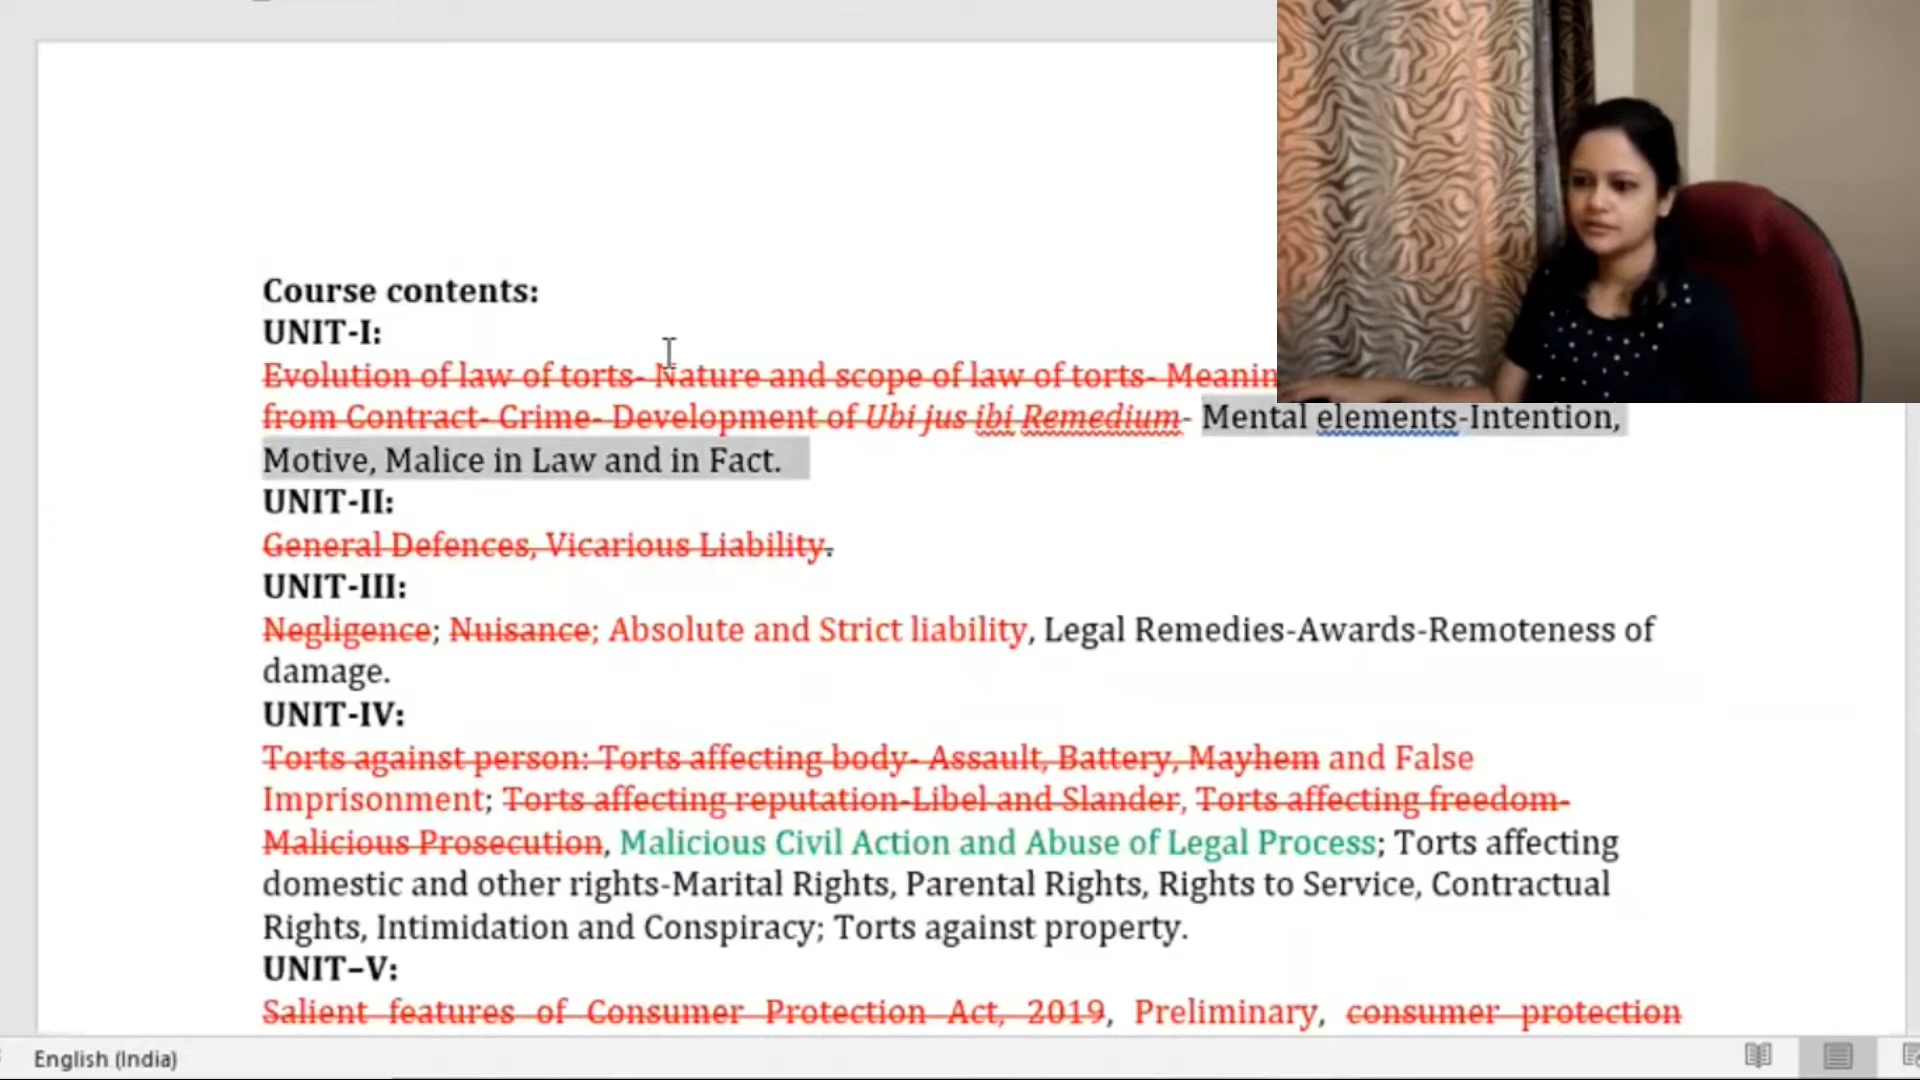 Course contents:
UNIT-I:
Evolution of law of torts- Nature and scope of law of torts-
from Contract- Crime- Development of Ubi jus ibi Remedium- Mental elements-Intention,
Motive, Malice in Law and in Fact.
UNIT-II:
General Defences, Vicarious Liability.
UNIT-III:
Negligence; Nuisance; Absolute and Strict liability, Legal Remedies-Awards-Remoteness of
damage.
UNIT-IV:
Torts against person: Torts affecting body- Assault, Battery, Mayhem and False
Imprisonment; Torts affecting reputation-Libel and Slander, Torts affecting freedom-
Malicious Prosecution, Malicious Civil Action and Abuse of Legal Process; Torts affecting
domestic and other rights-Marital Rights, Parental Rights, Rights to Service, Contractual
Rights, Intimidation and Conspiracy; Torts against property.
UNIT–V:
Salient features of Consumer Protection Act, 2019, Preliminary, consumer protection
English (India)